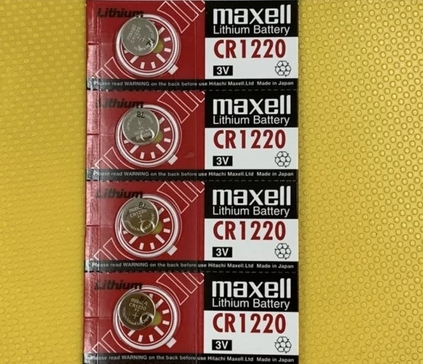 Lithium
maxell
Lithium Battery
CR1220
3V
Please read WARNING on the back before use Hitachi Maxell.Ltd Made in Japan
maxell
Lithium Battery
CR1220
3V
Please read WARNING on the back before use Hitachi Maxell.Ltd Made in Japan
Lithium
maxell
Lithium Battery
CR1220
3V
Please read WARNING on the back before use Hitachi Maxell.Ltd Made in Japan
Lithium
maxell
Lithium Battery
CR1220
3V